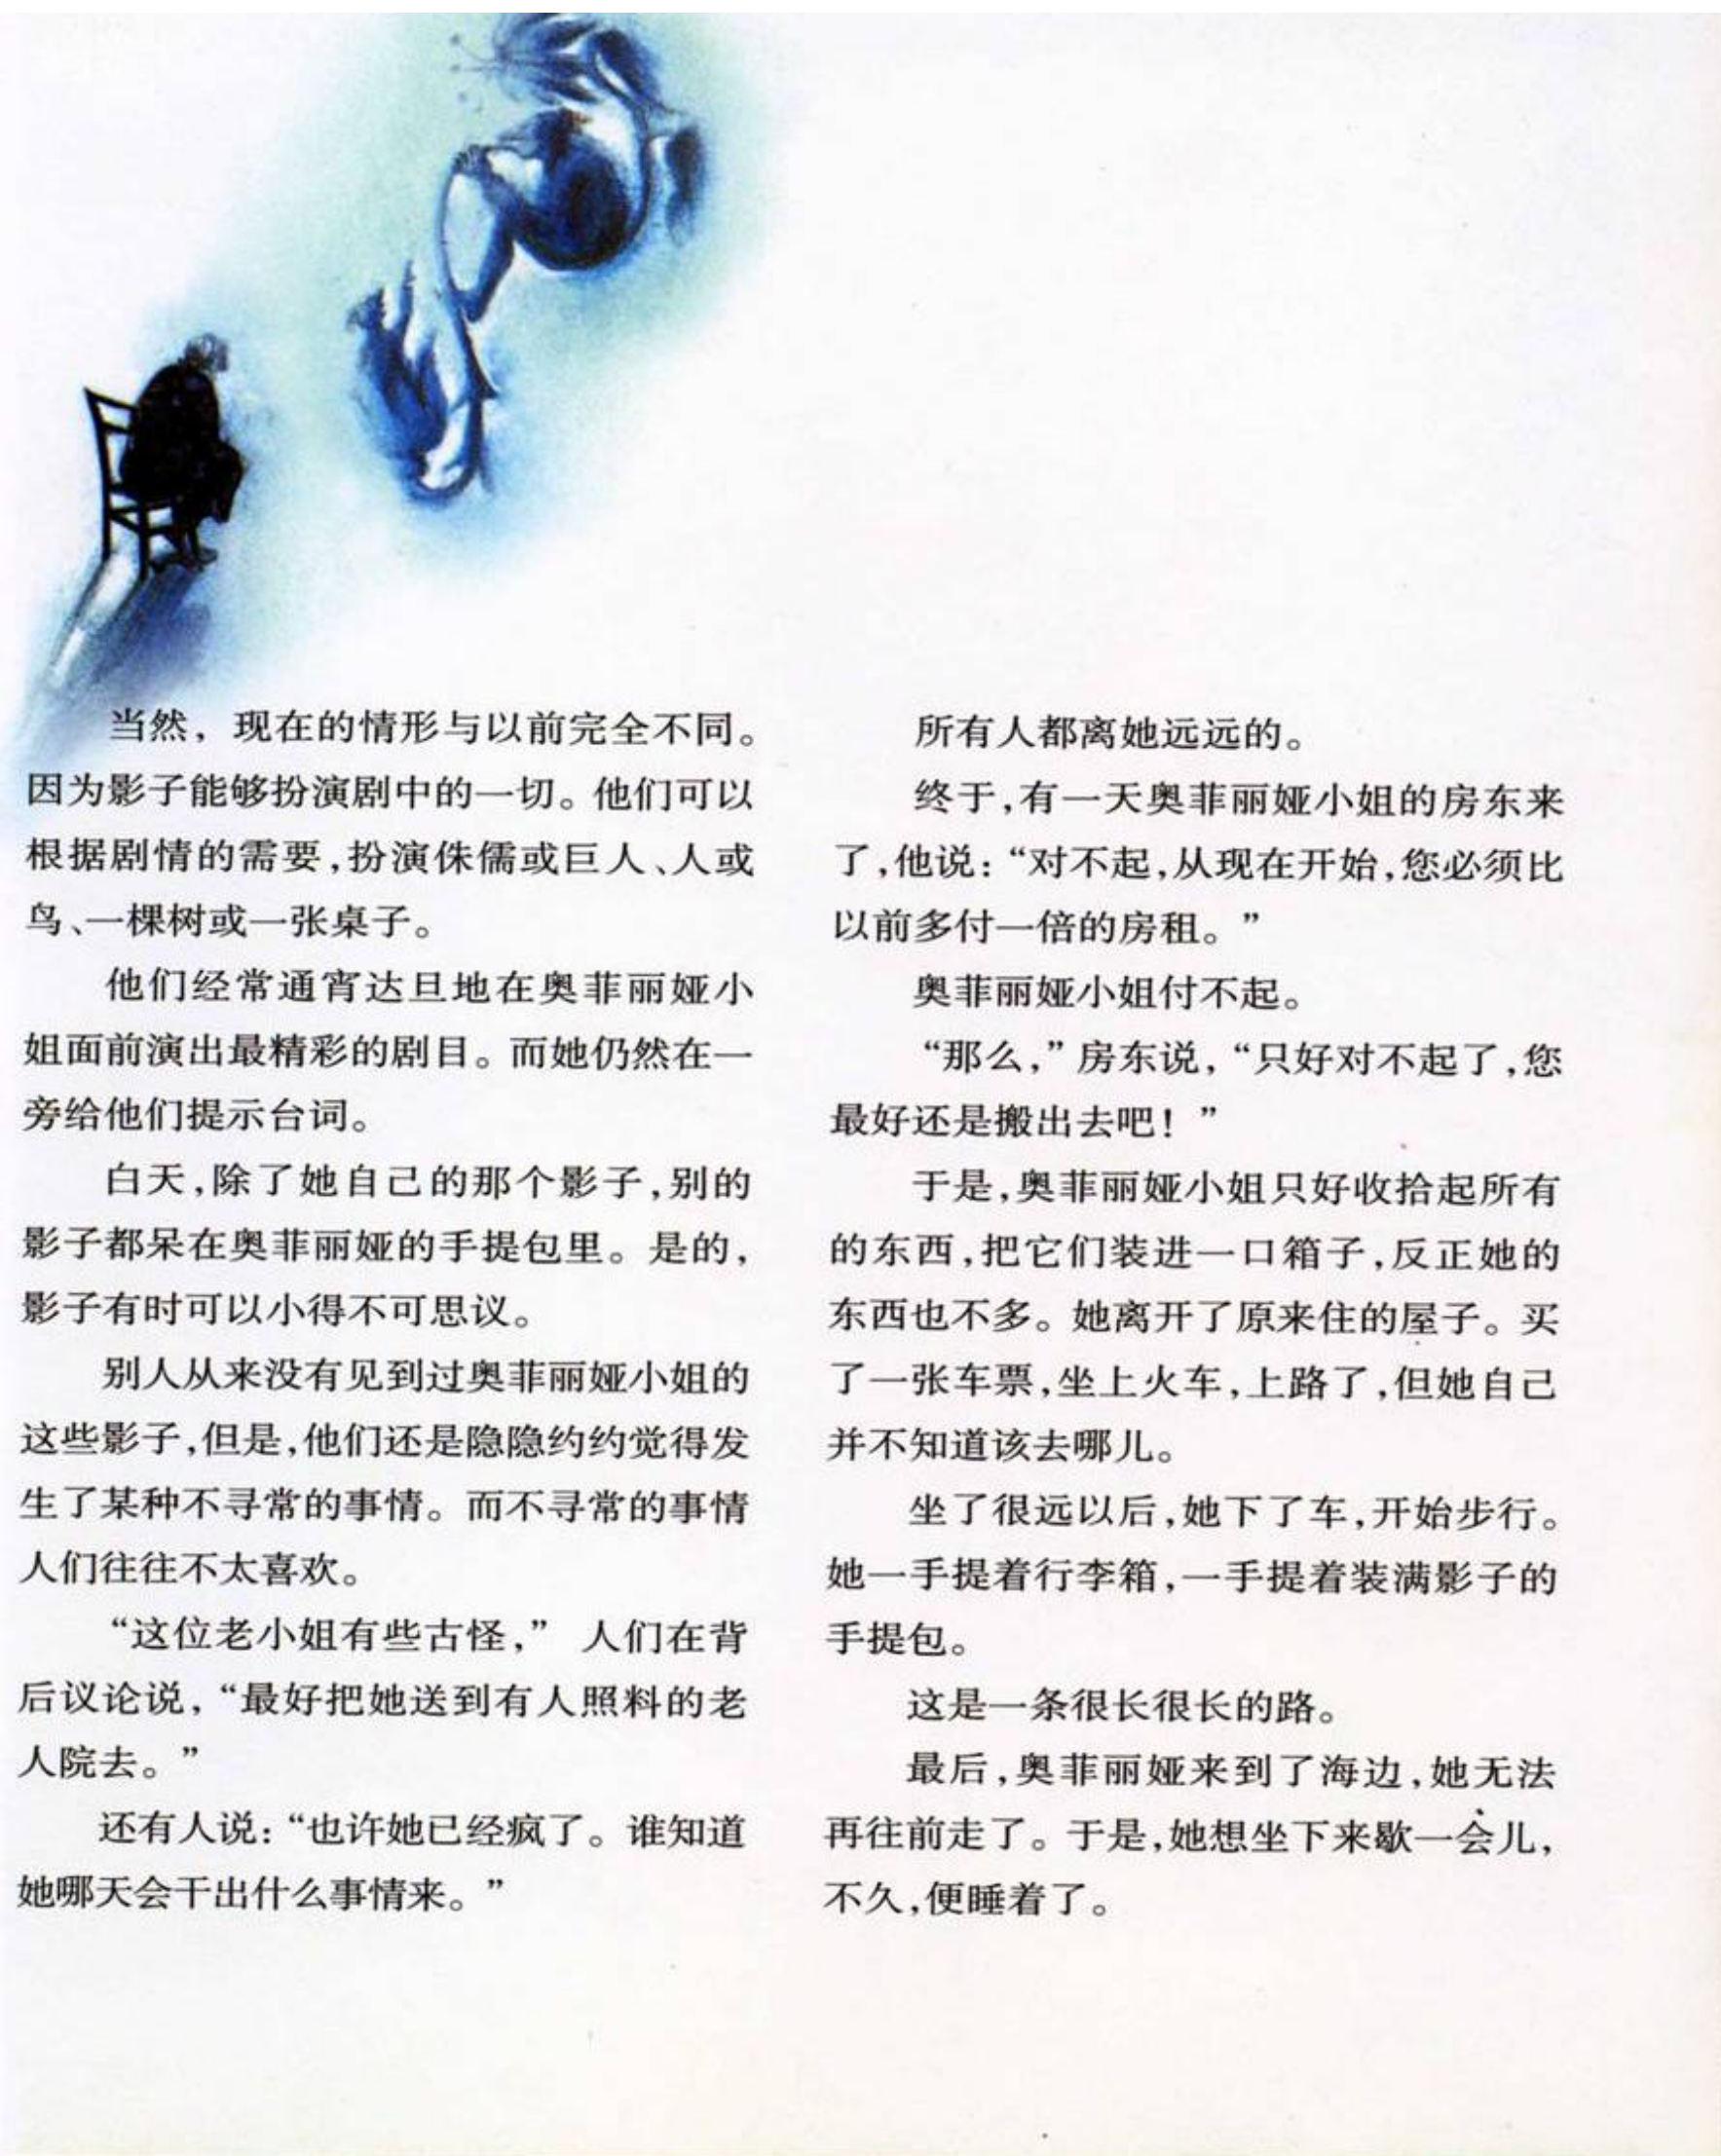 当然，现在的情形与以前完全不同。
因为影子能够扮演剧中的一切。他们可以
根据剧情的需要，扮演侏儒或巨人、人或
鸟、一棵树或一张桌子。
他们经常通宵达旦地在奥菲丽娅小
姐面前演出最精彩的剧目。而她仍然在一
旁给他们提示台词。
白天，除了她自己的那个影子，别的
影子都呆在奥菲丽娅的手提包里。是的，
影子有时可以小得不可思议。
别人从来没有见到过奥菲丽娅小姐的
这些影子，但是，他们还是隐隐约约觉得发
生了某种不寻常的事情。而不寻常的事情
人们往往不太喜欢。
“这位老小姐有些古怪，” 人们在背
后议论说，“最好把她送到有人照料的老
人院去。”
还有人说：“也许她已经疯了。谁知道
她哪天会干出什么事情来。”
所有人都离她远远的。
终于，有一天奥菲丽娅小姐的房东来
了，他说：“对不起，从现在开始，您必须比
以前多付一倍的房租。”
奥菲丽娅小姐付不起。
“那么，”房东说，“只好对不起了，您
最好还是搬出去吧！”
于是，奥菲丽娅小姐只好收拾起所有
的东西，把它们装进一口箱子，反正她的
东西也不多。她离开了原来住的屋子。买
了一张车票，坐上火车，上路了，但她自己
并不知道该去哪儿。
坐了很远以后，她下了车，开始步行。
她一手提着行李箱，一手提着装满影子的
手提包。
这是一条很长很长的路。
最后，奥菲丽娅来到了海边，她无法
再往前走了。于是，她想坐下来歇一会儿，
不久，便睡着了。